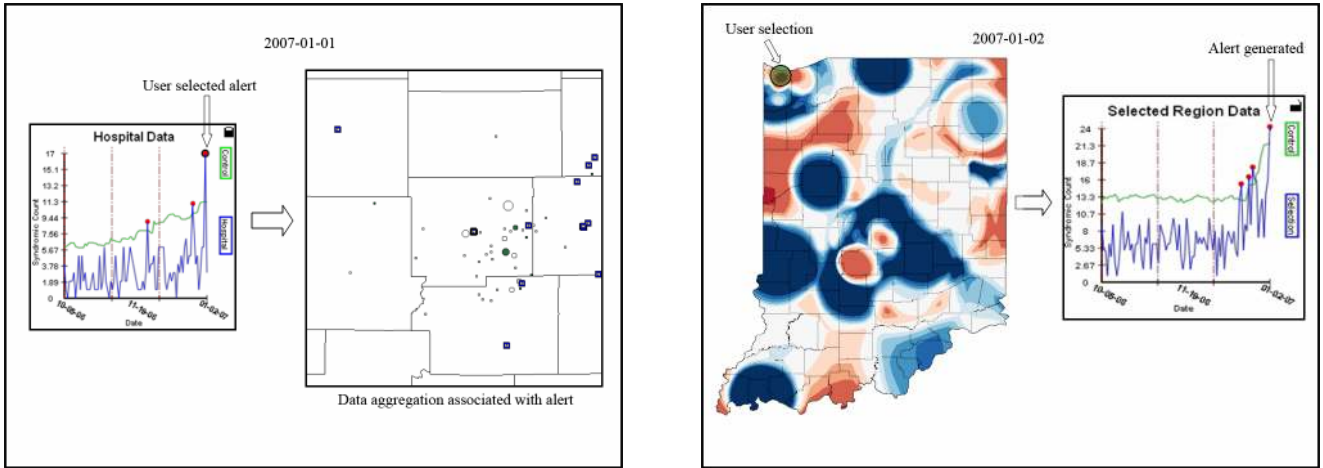 2007-01-01
User selected alert
Hospital Data
Control
Hospital
Syndromic Count
17
15.1
13.2
11.3
9.44
7.56
5.67
3.78
1.89
0
10-05-06
11-19-06
01-02-07
Date
Data aggregation associated with alert
User selection
2007-01-02
Alert generated
Selected Region Data
Control
Selection
Syndromic Count
24
21.3
18.7
16
13.3
10.7
8
5.33
2.67
0
10-05-06
11-19-06
01-02-07
Date